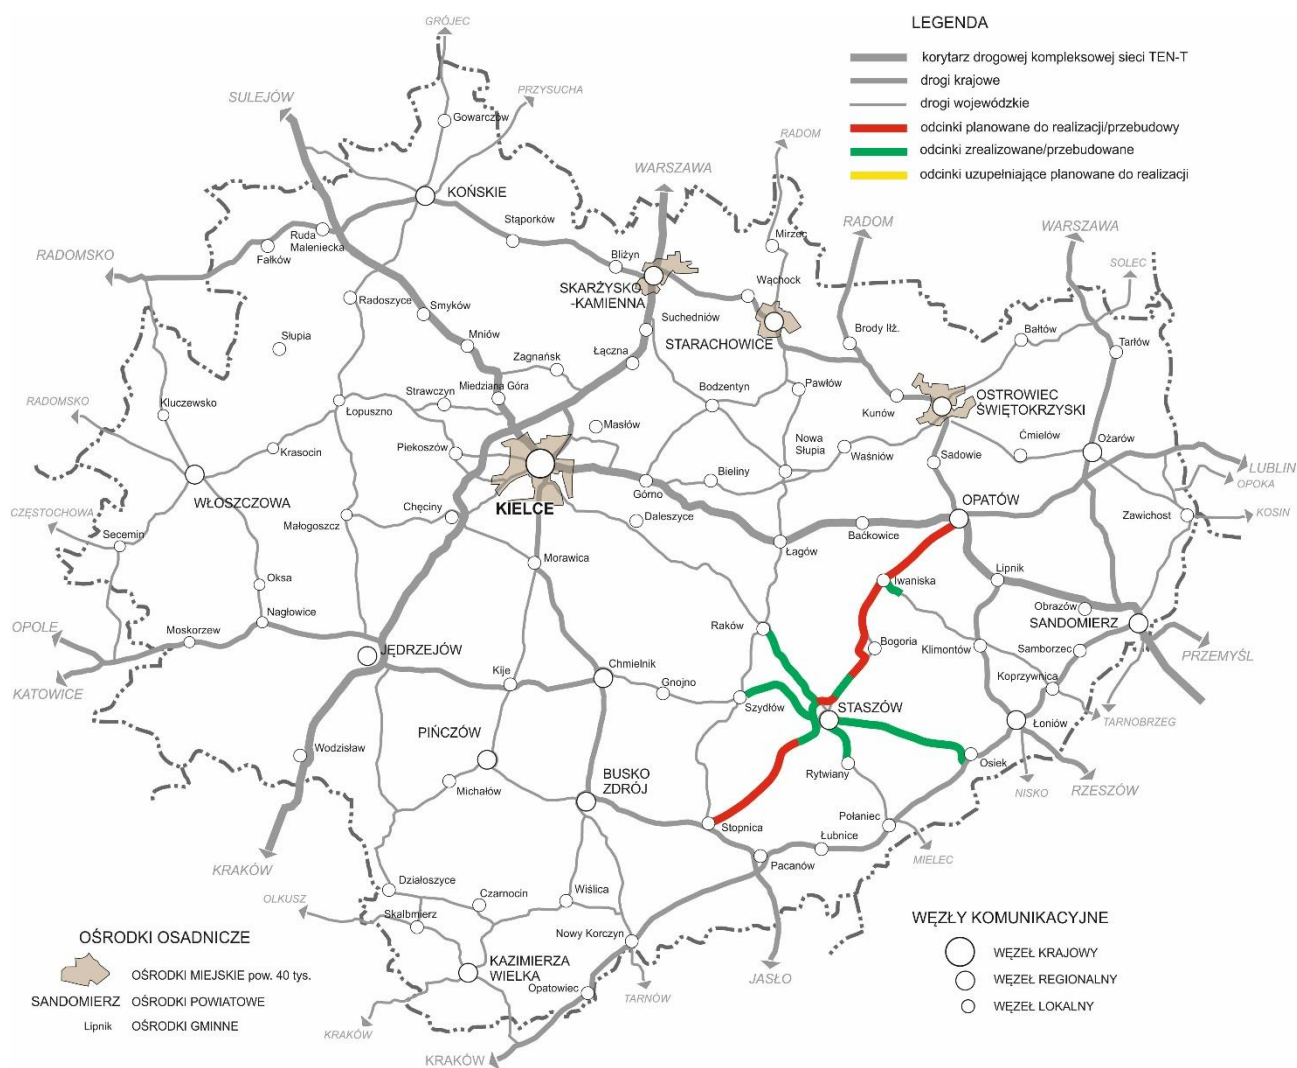 GRÓJEC
LEGENDA
korytarz drogowej kompleksowej sieci TEN-T
drogi krajowe
drogi wojewódzkie
odcinki planowane do realizacji/przebudowy
odcinki zrealizowane/przebudowane
odcinki uzupełniające planowane do realizacji
SULEJÓW
PRZYSUCHA
Gowarczów
RADOM
WARSZAWA
KOŃSKIE
Stąporków
Mirzec
RADOM
WARSZAWA
Ruda
Maleniecka
Fałków
RADOMSKO
Bliżyn
SKARŻYSKO
-KAMIENNA
Wąchock
SOLEC
Radoszyce
Smyków
Suchedniów
STARACHOWICE
Brody Iłż.
Bałtów
Tarłów
Słupia
Mniów
Zagnańsk
Łączna
Miedziana Góra
Strawczyn
Bodzentyn
Pawłów
Kunów
OSTROWIEC
ŚWIĘTOKRZYSKI
RADOMSKO
Kluczewsko
Łopuszno
Masłów
Piekoszów
Krasocin
Nowa
Słupia
Waśniów
Ćmielów
Ożarów
Sadowie
LUBLIN
OPOKA
WŁOSZCZOWA
KIELCE
Górno
Bieliny
OPATÓW
CZĘSTOCHOWA
Secemin
Małogoszcz
Chęciny
Daleszyce
Łagów
Baćkowice
Zawichost
KOSIN
Morawica
Oksa
Iwaniska
Lipnik
Nagłowice
Obrazów
SANDOMIERZ
OPOLE
Moskorzew
Raków
Bogoria
Klimontów
Samborzec
PRZEMYŚL
JĘDRZEJÓW
Kije
Chmielnik
Gnojno
Koprzywnica
KATOWICE
Szydłów
STASZÓW
Łoniów
TARNOBRZEG
Wodzisław
PIŃCZÓW
Michałów
BUSKO
ZDRÓJ
Rytwiany
Osiek
NISKO
RZESZÓW
Stopnica
Połaniec
Łubnice
MIELEC
Pacanów
KRAKÓW
Działoszyce
Czarnocin
Wiślica
OLKUSZ
Skalbmierz
Nowy Korczyn
KAZIMIERZA
WIELKA
Opatowiec
TARNÓW
JASŁO
KRAKÓW
KRAKÓW
OŚRODKI OSADNICZE
OŚRODKI MIEJSKIE pow. 40 tys.
SANDOMIERZ OŚRODKI POWIATOWE
Lipnik OŚRODKI GMINNE
WĘZŁY KOMUNIKACYJNE
WĘZEŁ KRAJOWY
WĘZEŁ REGIONALNY
WĘZEŁ LOKALNY